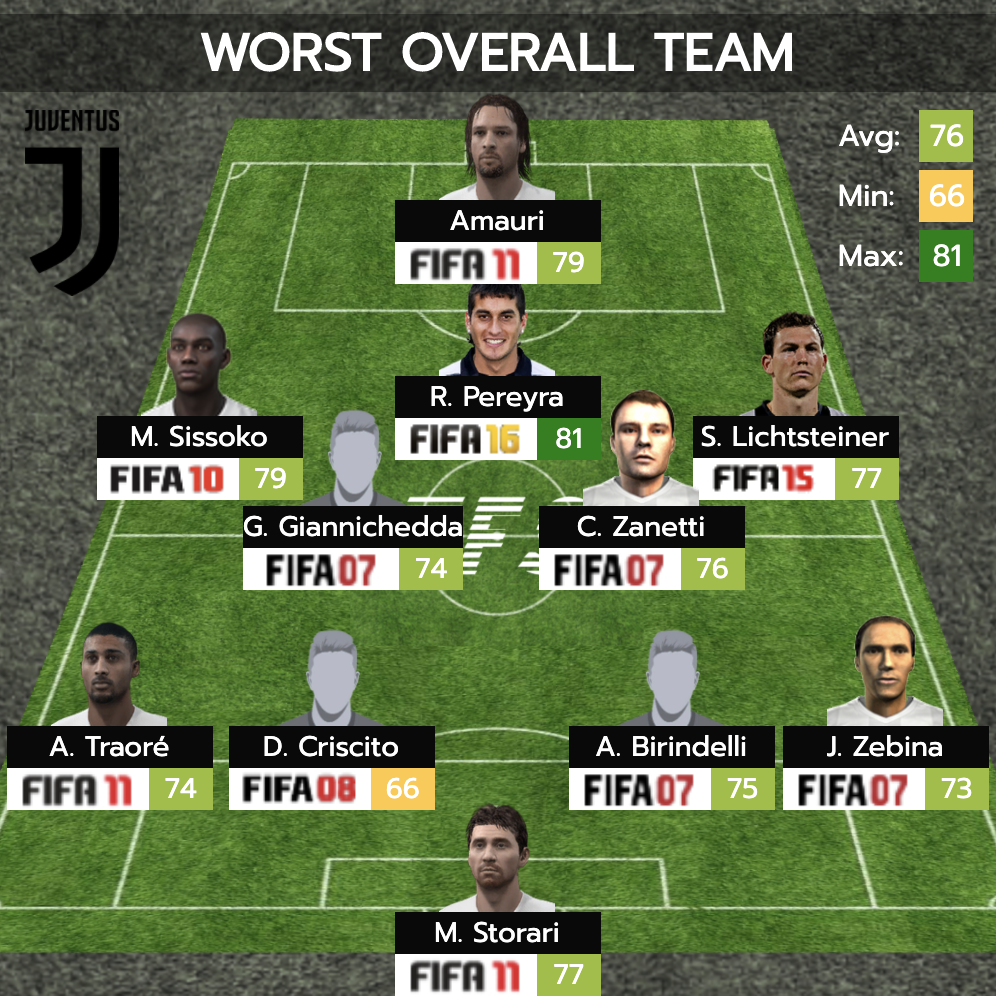 WORST OVERALL TEAM
JUVENTUS
Avg: 76
Min: 66
Max: 81
Amauri
FIFA 11 79
R. Pereyra
FIFA 16 81
M. Sissoko
FIFA 10 79
S. Lichtsteiner
FIFA 15 77
G. Giannichedda
FIFA 07 74
C. Zanetti
FIFA 07 76
A. Traoré
FIFA 11 74
D. Criscito
FIFA 08 66
A. Birindelli
FIFA 07 75
J. Zebina
FIFA 07 73
M. Storari
FIFA 11 77